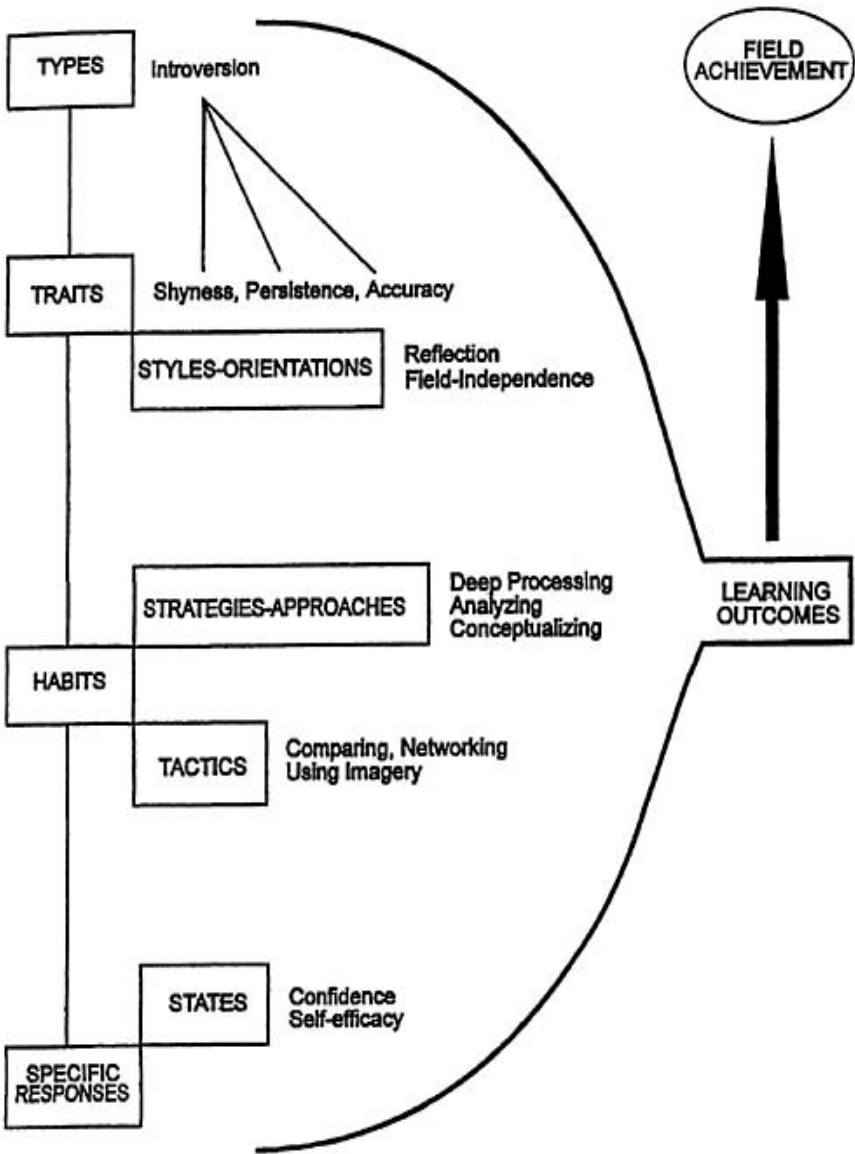 TYPES
Introversion
FIELD
ACHIEVEMENT
TRAITS
Shyness, Persistence, Accuracy
STYLES-ORIENTATIONS
Reflection
Field-Independence
STRATEGIES-APPROACHES
Deep Processing
Analyzing
Conceptualizing
LEARNING
OUTCOMES
HABITS
TACTICS
Comparing, Networking
Using Imagery
STATES
Confidence
Self-efficacy
SPECIFIC
RESPONSES